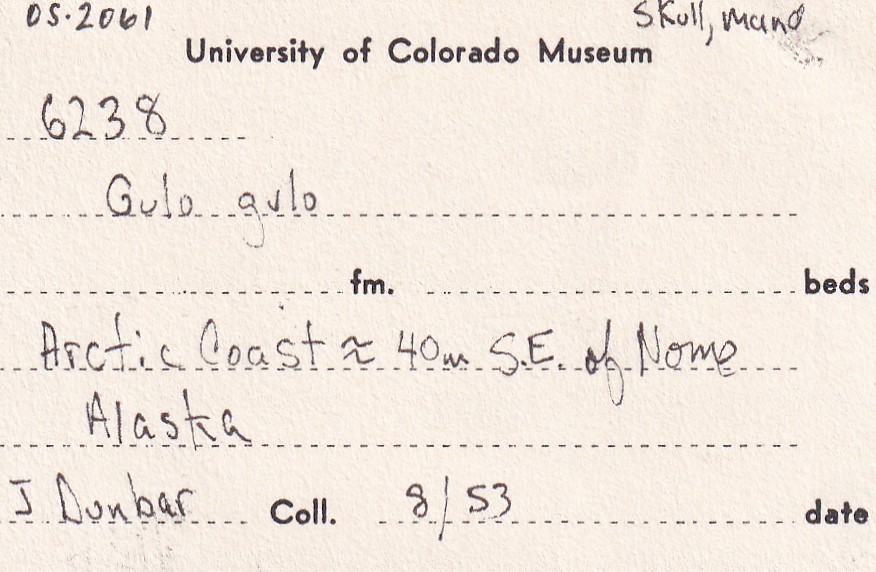 OS.2061 Skull, mand
University of Colorado Museum
6238
Gulo gulo
fm. beds
Arctic Coast ≈ 40m S.E. of Nome
Alaska
J Dunbar Coll. 8/53 date